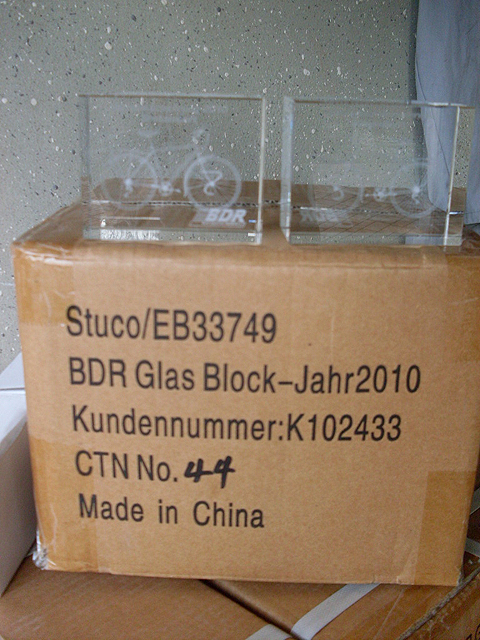 BDR
Stuco/EB33749
BDR Glas Block-Jahr2010
Kundennummer:K102433
CTN No. 44
Made in China